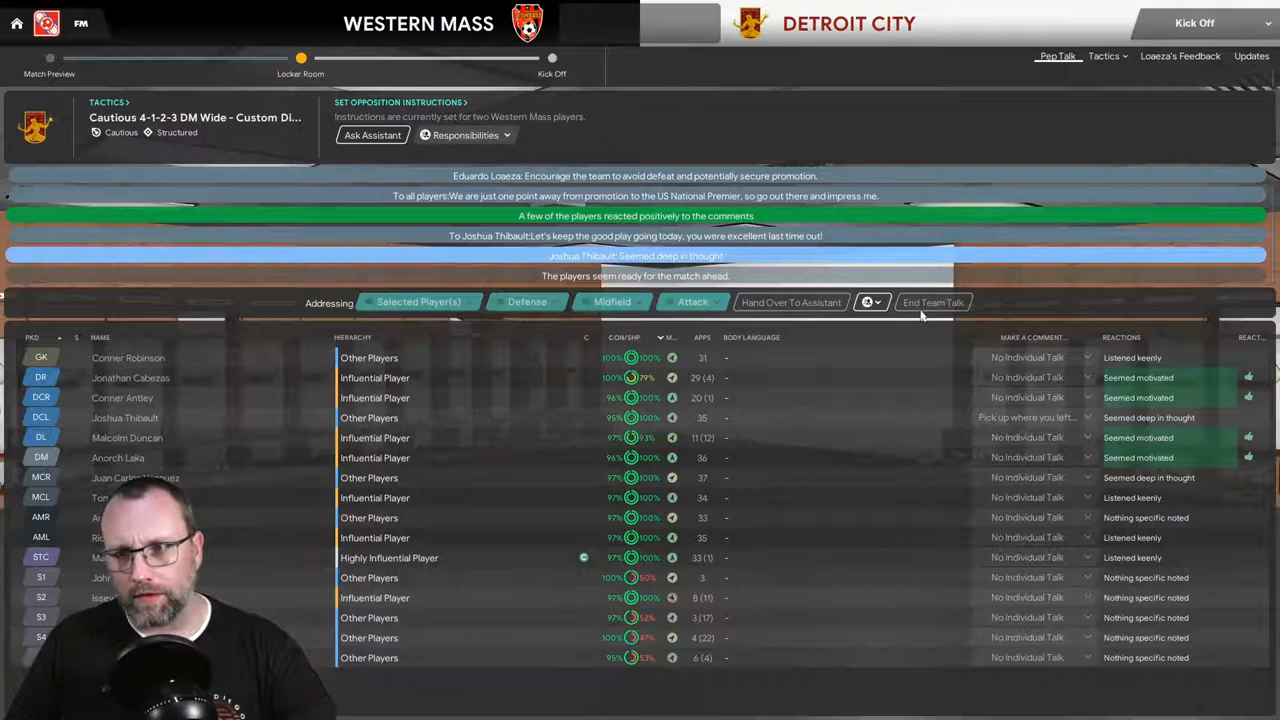 FM
WESTERN MASS
DETROIT CITY
Kick Off
Match Preview
Locker Room
Kick Off
Pep Talk
Tactics
Loaeza's Feedback
Updates
TACTICS >
Cautious 4-1-2-3 DM Wide - Custom Di...
Cautious
Structured
SET OPPOSITION INSTRUCTIONS >
Instructions are currently set for two Western Mass players.
Ask Assistant
Responsibilities
Eduardo Loaeza: Encourage the team to avoid defeat and potentially secure promotion.
To all players:We are just one point away from promotion to the US National Premier, so go out there and impress me.
A few of the players reacted positively to the comments
To Joshua Thibault:Let's keep the good play going today, you were excellent last time out!
Joshua Thibault: Seemed deep in thought
The players seem ready for the match ahead.
Addressing
Selected Player(s)
Defense
Midfield
Attack
Hand Over To Assistant
End Team Talk
PKD S NAME HIERARCHY C CON/SHP M... APPS BODY LANGUAGE MAKE A COMMENT... REACTIONS REACT...
GK Conner Robinson Other Players 100% 100% 31 - No Individual Talk Listened keenly
DR Jonathan Cabezas Influential Player 100% 79% 29 (4) - No Individual Talk Seemed motivated
DCR Conner Antley Influential Player 96% 100% 20 (1) - No Individual Talk Seemed motivated
DCL Joshua Thibault Other Players 95% 100% 35 - Pick up where you left... Seemed deep in thought
DL Malcolm Duncan Influential Player 97% 93% 11 (12) - No Individual Talk Seemed motivated
DM Anorch Laka Influential Player 96% 100% 36 - No Individual Talk Seemed motivated
MCR Juan Carlos Other Players 97% 100% 37 - No Individual Talk Seemed deep in thought
MCL Influential Player 97% 100% 34 - No Individual Talk Listened keenly
AMR Other Players 97% 100% 33 - No Individual Talk Nothing specific noted
AML Influential Player 97% 100% 35 - No Individual Talk Listened keenly
STC Highly Influential Player C 97% 100% 33 (1) - No Individual Talk Listened keenly
S1 Other Players 100% 50% 3 - No Individual Talk Nothing specific noted
S2 Influential Player 97% 100% 8 (11) - No Individual Talk Nothing specific noted
S3 Other Players 97% 52% 3 (17) - No Individual Talk Nothing specific noted
S4 Other Players 100% 47% 4 (22) - No Individual Talk Nothing specific noted
Other Players 95% 53% 6 (4) - No Individual Talk Nothing specific noted